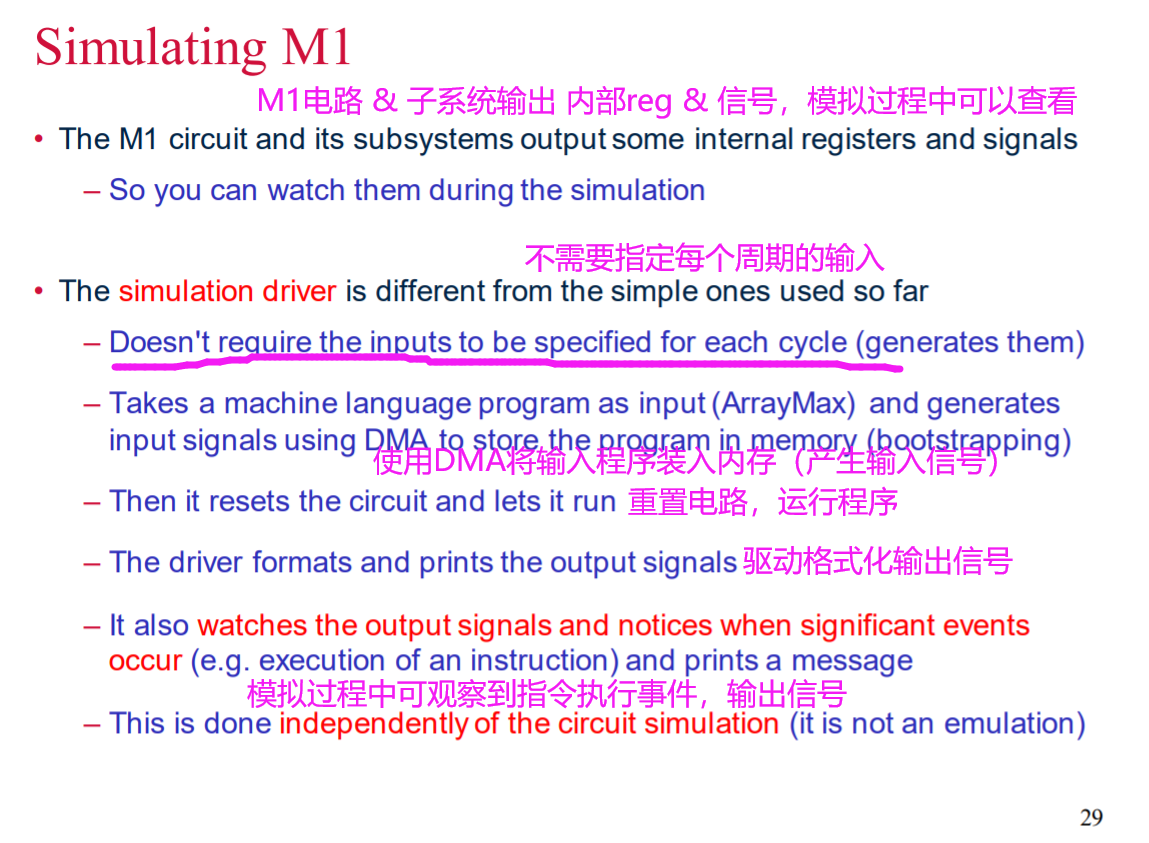 Simulating M1
M1电路 & 子系统输出 内部reg & 信号，模拟过程中可以查看
• The M1 circuit and its subsystems output some internal registers and signals
– So you can watch them during the simulation
不需要指定每个周期的输入
• The simulation driver is different from the simple ones used so far
– Doesn't require the inputs to be specified for each cycle (generates them)
– Takes a machine language program as input (ArrayMax) and generates
input signals using DMA to store the program in memory (bootstrapping)
使用DMA将输入程序装入内存（产生输入信号）
– Then it resets the circuit and lets it run 重置电路，运行程序
– The driver formats and prints the output signals 驱动格式化输出信号
– It also watches the output signals and notices when significant events
occur (e.g. execution of an instruction) and prints a message
模拟过程中可观察到指令执行事件，输出信号
– This is done independently of the circuit simulation (it is not an emulation)
29